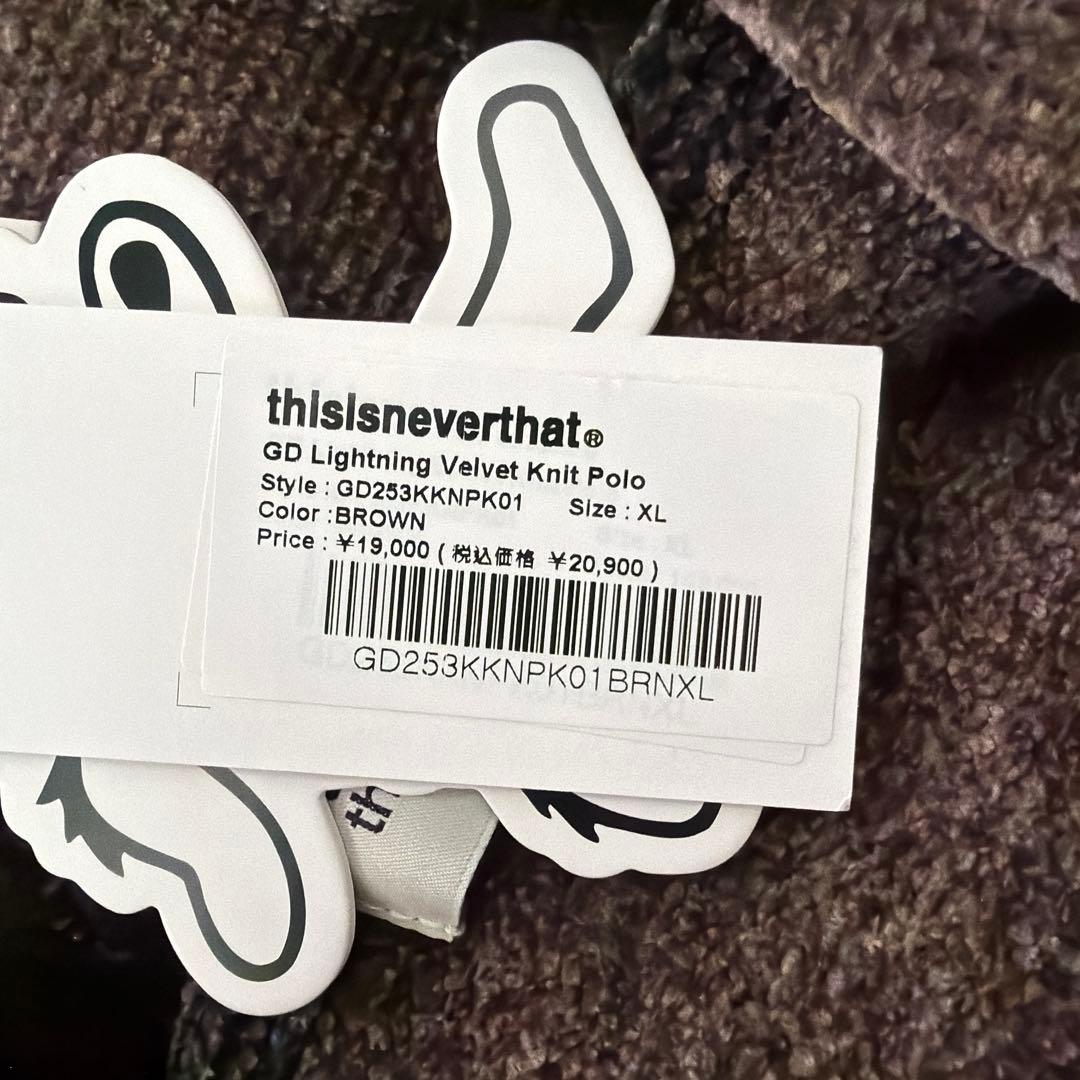 thisisneverthat®
GD Lightning Velvet Knit Polo
Style : GD253KKNPK01 Size : XL
Color :BROWN
Price : ¥19,000 ( 税込価格 ¥20,900 )
GD253KKNPK01BRNXL
th